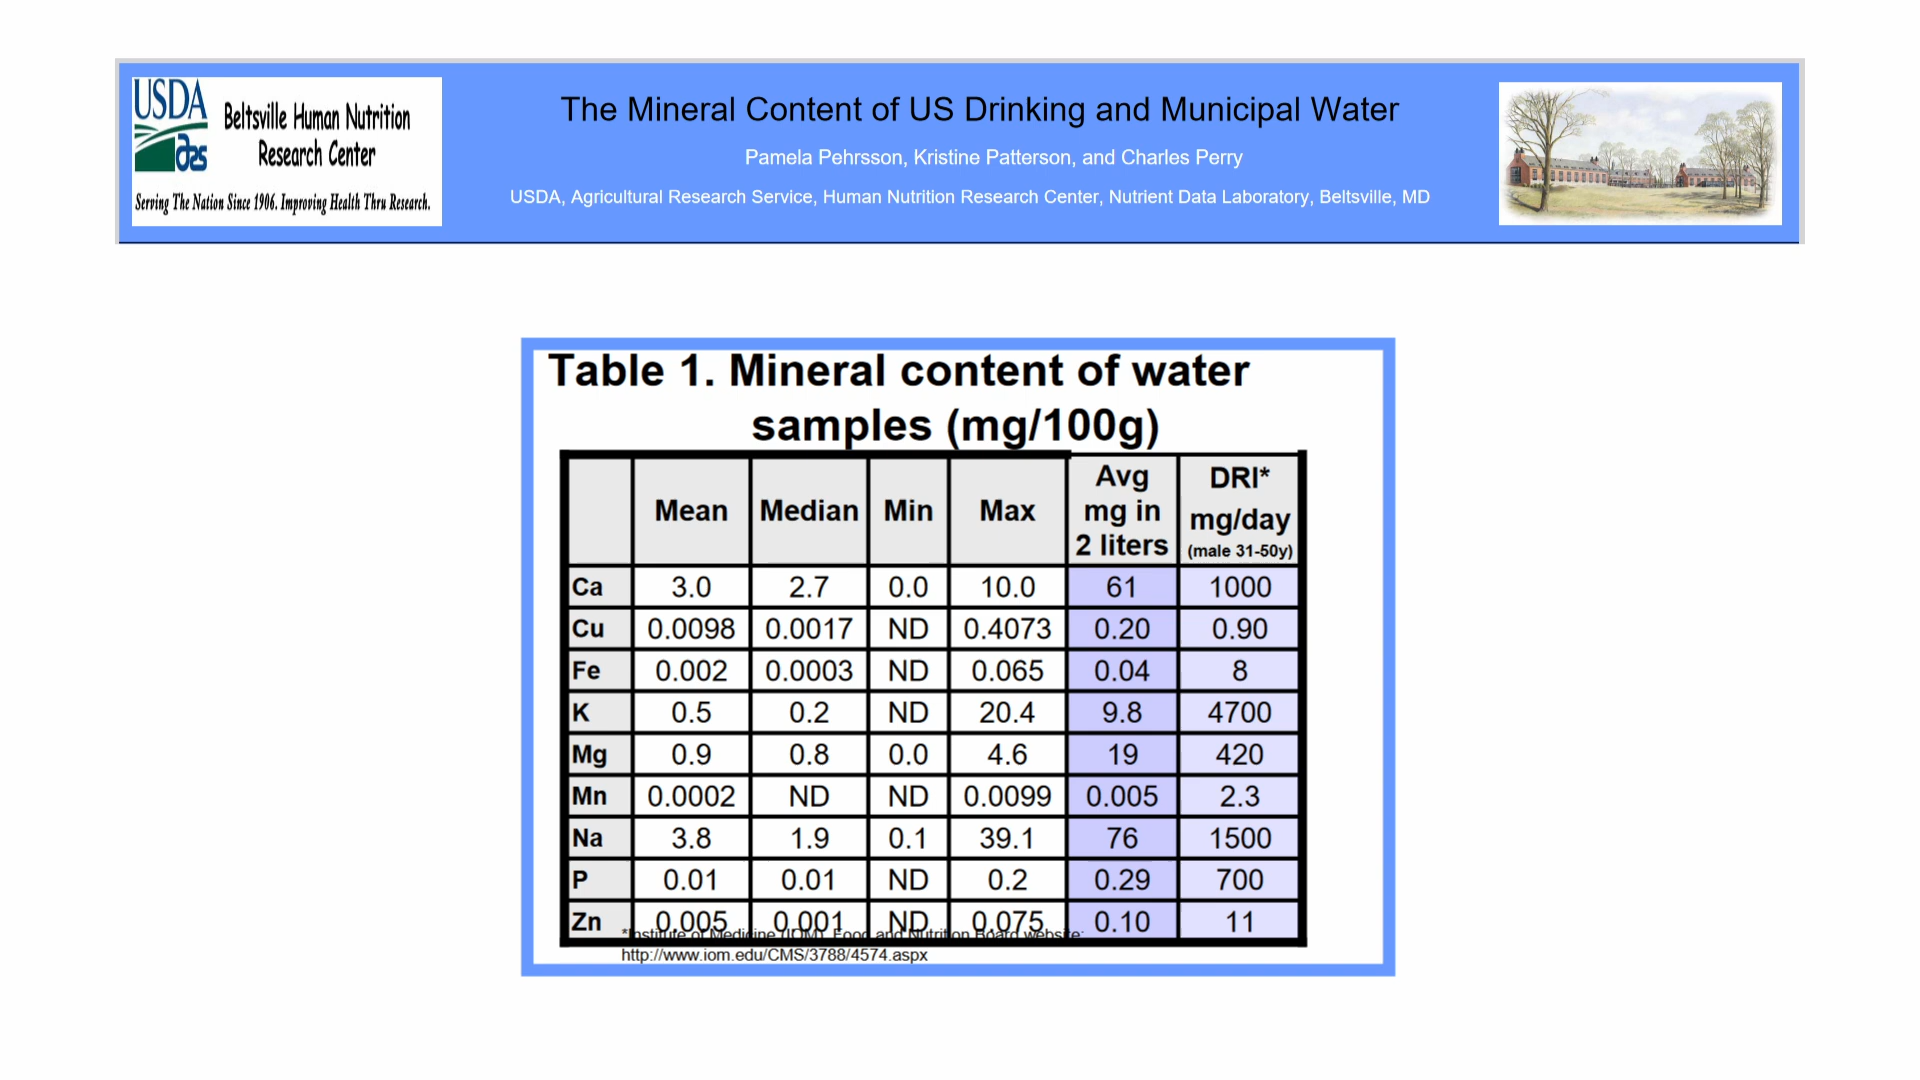 USDA
ars
Beltsville Human Nutrition
Research Center
Serving The Nation Since 1906. Improving Health Thru Research.
The Mineral Content of US Drinking and Municipal Water
Pamela Pehrsson, Kristine Patterson, and Charles Perry
USDA, Agricultural Research Service, Human Nutrition Research Center, Nutrient Data Laboratory, Beltsville, MD
Table 1. Mineral content of water
samples (mg/100g)
Mean Median Min Max Avg mg in 2 liters DRI* mg/day (male 31-50y)
Ca 3.0 2.7 0.0 10.0 61 1000
Cu 0.0098 0.0017 ND 0.4073 0.20 0.90
Fe 0.002 0.0003 ND 0.065 0.04 8
K 0.5 0.2 ND 20.4 9.8 4700
Mg 0.9 0.8 0.0 4.6 19 420
Mn 0.0002 ND ND 0.0099 0.005 2.3
Na 3.8 1.9 0.1 39.1 76 1500
P 0.01 0.01 ND 0.2 0.29 700
Zn 0.005 0.001 ND 0.075 0.10 11
*Institute of Medicine (IOM), Food and Nutrition Board website:
http://www.iom.edu/CMS/3788/4574.aspx